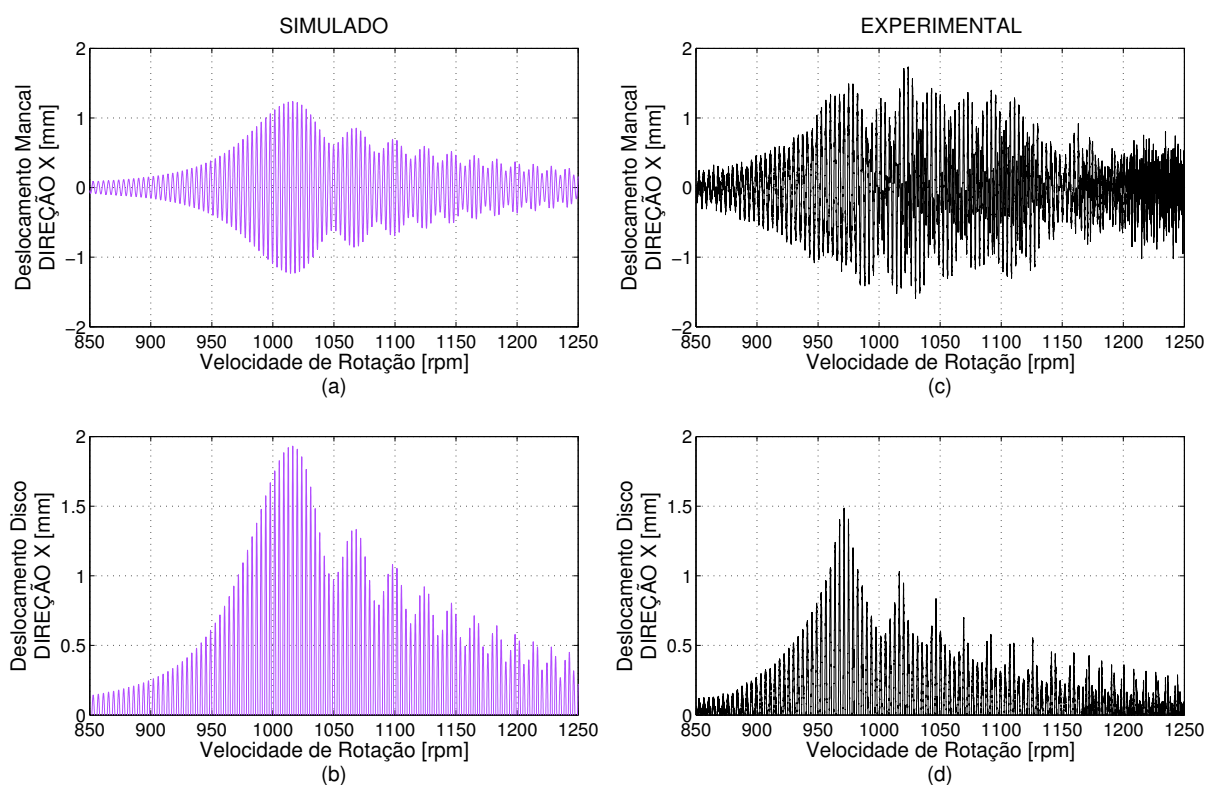 SIMULADO
Deslocamento Mancal
DIREÇÃO X [mm]
2
1
0
−1
−2
850 900 950 1000 1050 1100 1150 1200 1250
Velocidade de Rotação [rpm]
(a)
EXPERIMENTAL
Deslocamento Mancal
DIREÇÃO X [mm]
2
1
0
−1
−2
850 900 950 1000 1050 1100 1150 1200 1250
Velocidade de Rotação [rpm]
(c)
Deslocamento Disco
DIREÇÃO X [mm]
2
1.5
1
0.5
0
850 900 950 1000 1050 1100 1150 1200 1250
Velocidade de Rotação [rpm]
(b)
Deslocamento Disco
DIREÇÃO X [mm]
2
1.5
1
0.5
0
850 900 950 1000 1050 1100 1150 1200 1250
Velocidade de Rotação [rpm]
(d)